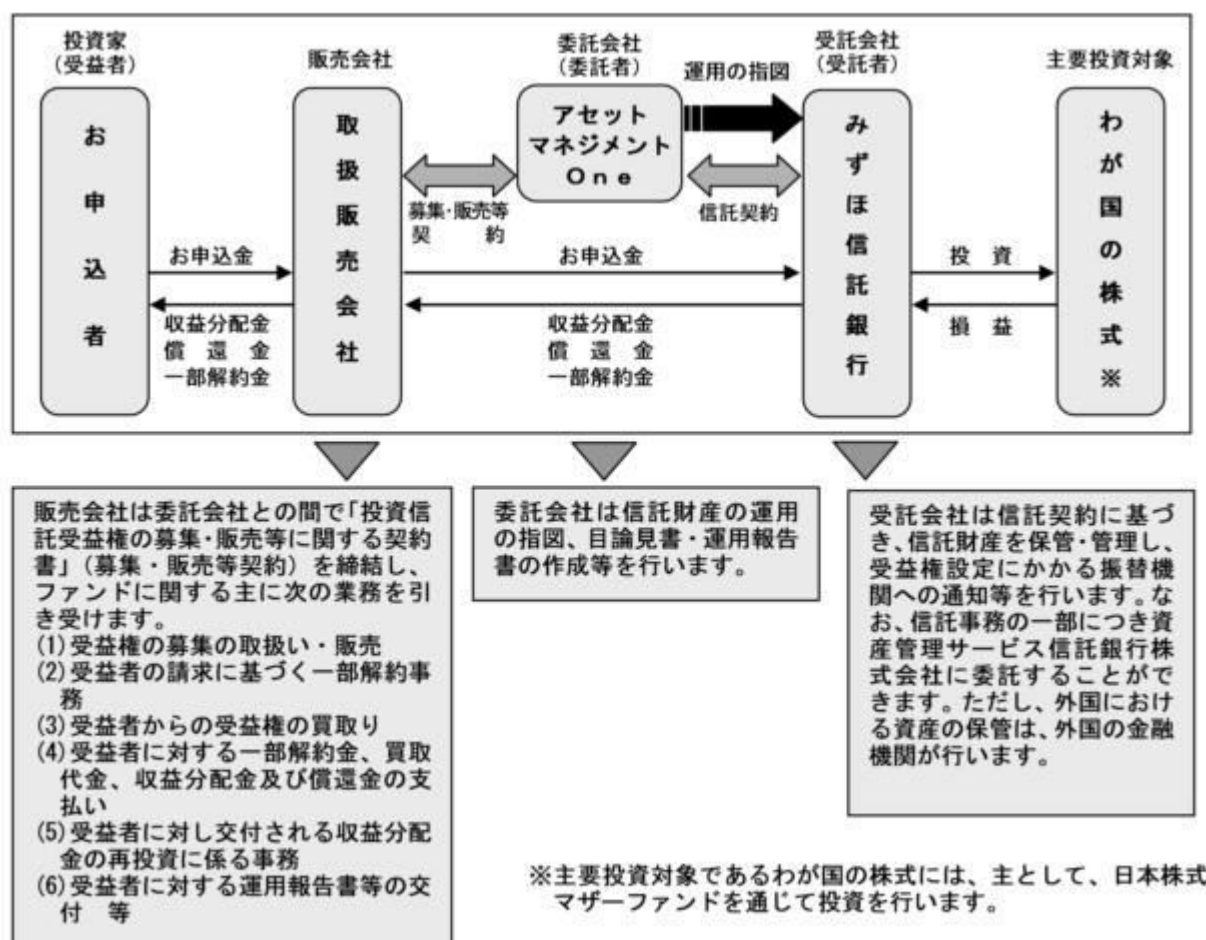 投資家
(受益者)
販売会社
委託会社
(委託者)
運用の指図
受託会社
(受託者)
主要投資対象
お申込者
取扱販売会社
アセット
マネジメント
One
みずほ信託銀行
わが国の株式※
募集・販売等
契 約
信託契約
お申込金
お申込金
投 資
収益分配金
償 還 金
一部解約金
収益分配金
償 還 金
一部解約金
損 益
販売会社は委託会社との間で「投資信
託受益権の募集・販売等に関する契約
書」(募集・販売等契約)を締結し、
ファンドに関する主に次の業務を引
き受けます。
(1)受益権の募集の取扱い・販売
(2)受益者の請求に基づく一部解約事
務
(3)受益者からの受益権の買取り
(4)受益者に対する一部解約金、買取
代金、収益分配金及び償還金の支
払い
(5)受益者に対し交付される収益分配
金の再投資に係る事務
(6)受益者に対する運用報告書等の交
付 等
委託会社は信託財産の運用
の指図、目論見書・運用報告
書の作成等を行います。
受託会社は信託契約に基づ
き、信託財産を保管・管理し、
受益権設定にかかる振替機
関への通知等を行います。な
お、信託事務の一部につき資
産管理サービス信託銀行株
式会社に委託することがで
きます。ただし、外国におけ
る資産の保管は、外国の金融
機関が行います。
※主要投資対象であるわが国の株式には、主として、日本株式
マザーファンドを通じて投資を行います。